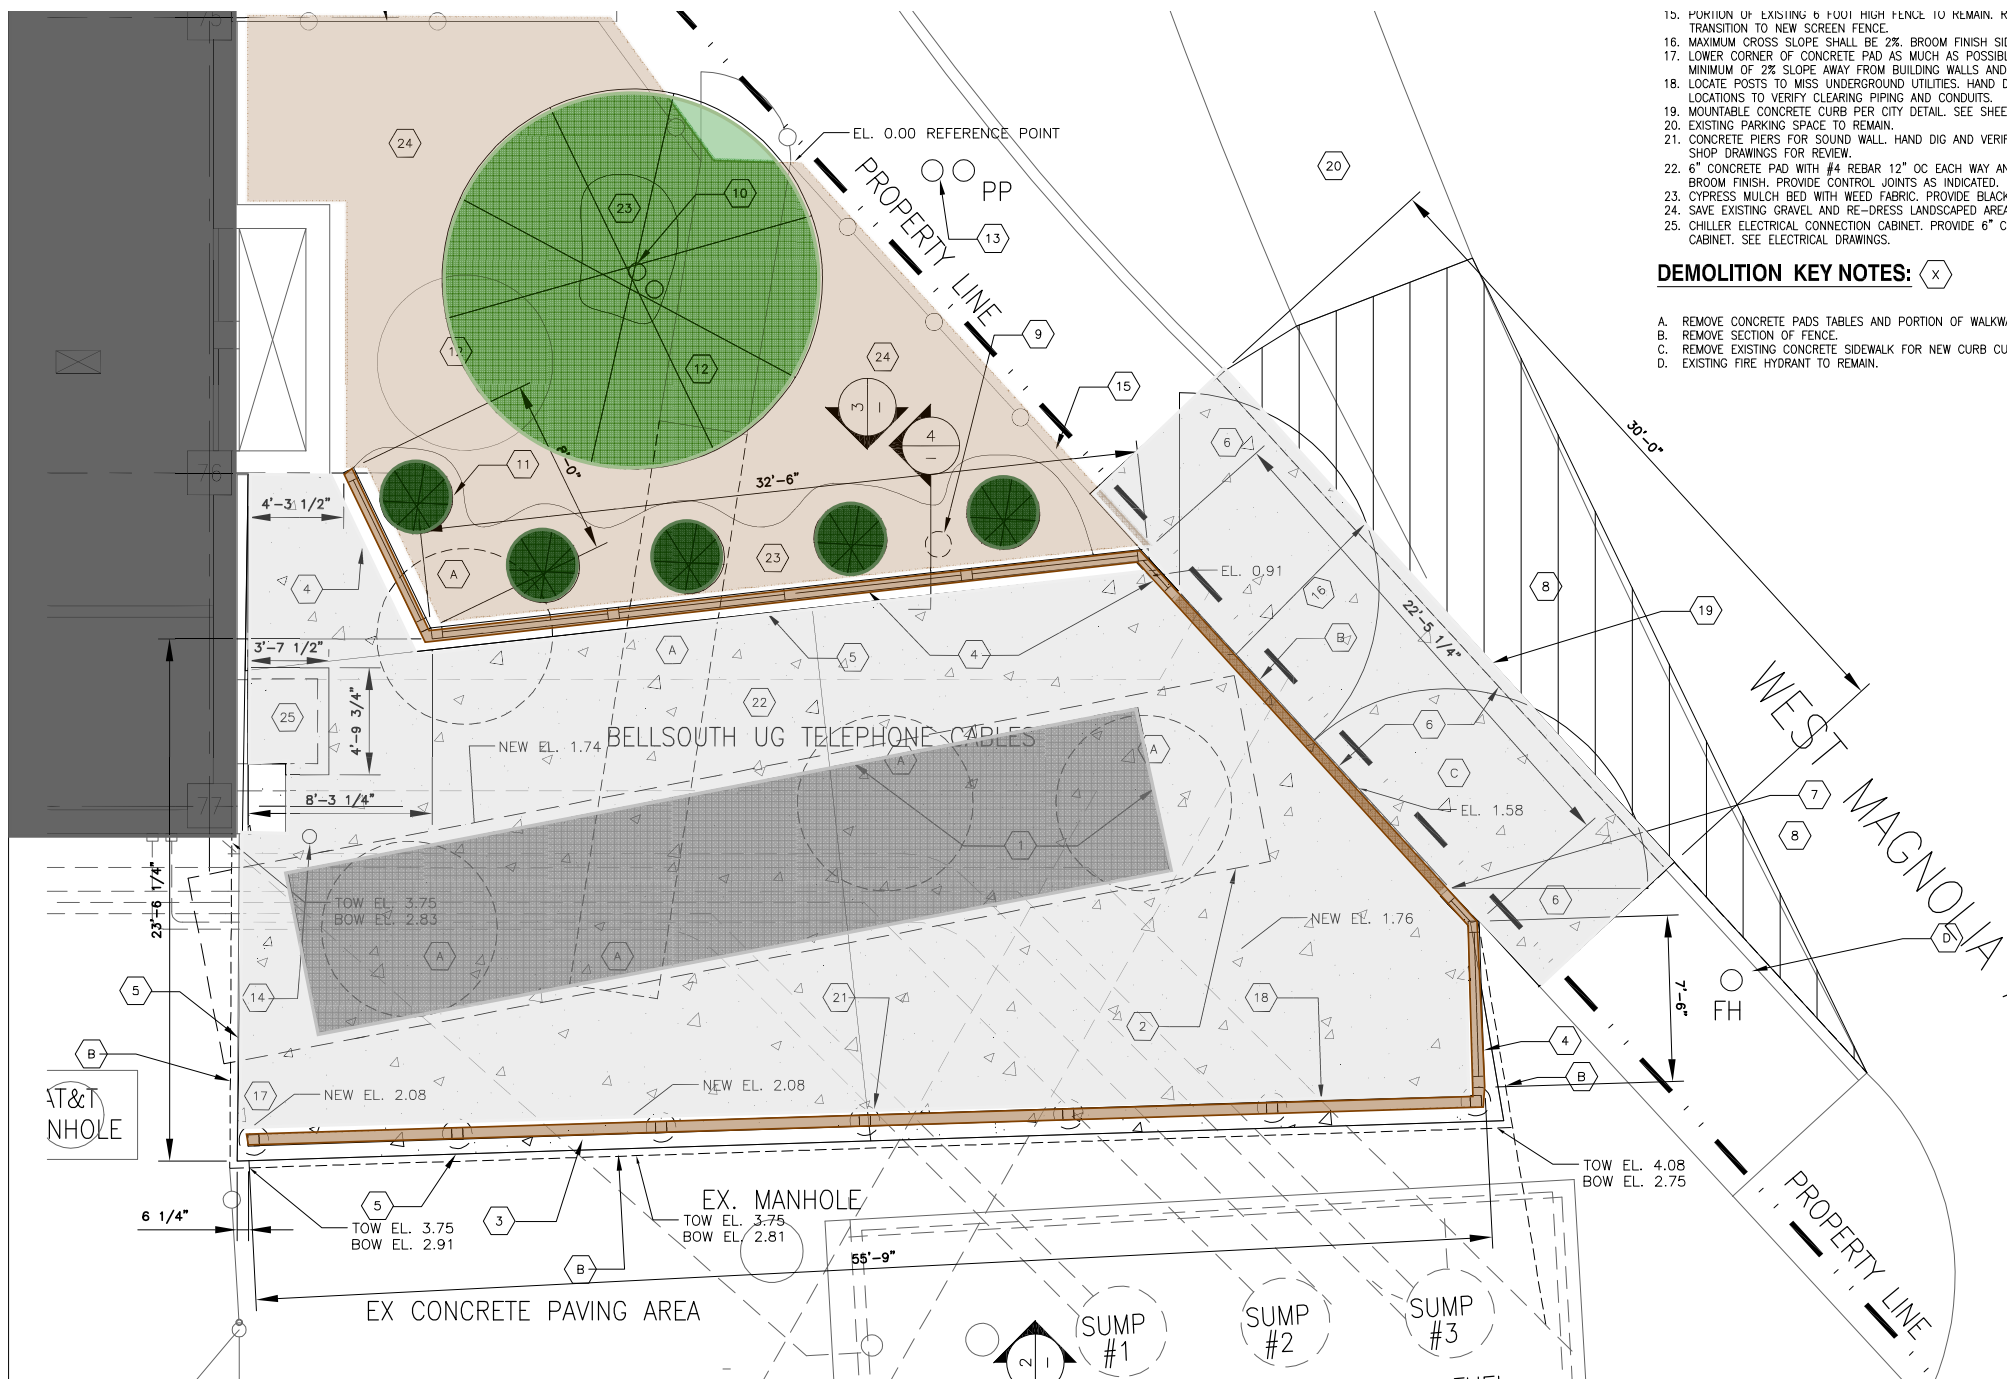 15. PORTION OF EXISTING 6 FOOT HIGH FENCE TO REMAIN.
TRANSITION TO NEW SCREEN FENCE.
16. MAXIMUM CROSS SLOPE SHALL BE 2%. BROOM FINISH
17. LOWER CORNER OF CONCRETE PAD AS MUCH AS
MINIMUM OF 2% SLOPE AWAY FROM BUILDING WALLS AND
18. LOCATE POSTS TO MISS UNDERGROUND UTILITIES. HAND
LOCATIONS TO VERIFY CLEARING PIPING AND CONDUITS.
19. MOUNTABLE CONCRETE CURB PER CITY DETAIL. SEE
20. EXISTING PARKING SPACE TO REMAIN.
21. CONCRETE PIERS FOR SOUND WALL. HAND DIG AND
SHOP DRAWINGS FOR REVIEW.
22. 6" CONCRETE PAD WITH #4 REBAR 12" OC EACH WAY
BROOM FINISH. PROVIDE CONTROL JOINTS AS INDICATED.
23. CYPRESS MULCH BED WITH WEED FABRIC. PROVIDE BLACK
24. SAVE EXISTING GRAVEL AND RE-DRESS LANDSCAPED
25. CHILLER ELECTRICAL CONNECTION CABINET. PROVIDE 6"
CABINET. SEE ELECTRICAL DRAWINGS.
DEMOLITION KEY NOTES: X
A. REMOVE CONCRETE PADS TABLES AND PORTION OF
B. REMOVE SECTION OF FENCE.
C. REMOVE EXISTING CONCRETE SIDEWALK FOR NEW CURB
D. EXISTING FIRE HYDRANT TO REMAIN.
75
24
EL. 0.00 REFERENCE POINT
20
PP
10
23
13
PROPERTY LINE
9
12
24
12
15
3
1
4
1
30'-0"
6
76
11
8'-0"
32'-6"
4'-3 1/2"
23
A
4
EL. 0.91
16
8
19
22'-5 1/4"
B
3'-7 1/2"
A
5
4
WEST MAGNOLIA
22
25
4'-9 3/4"
NEW EL. 1.74
BELLSOUTH UG TELEPHONE CABLES
A
A
6
C
77
8'-3 1/4"
7
EL. 1.58
8
1
23'-6 1/4"
TOW EL. 3.75
BOW EL. 2.83
6
NEW EL. 1.76
D
A
A
5
14
21
18
2
7'-6"
FH
4
B
B
AT&T
17
NEW EL. 2.08
NEW EL. 2.08
TOW EL. 4.08
BOW EL. 2.75
EX. MANHOLE
6 1/4"
5
3
TOW EL. 3.75
BOW EL. 2.91
TOW EL. 3.75
BOW EL. 2.81
PROPERTY LINE
B
55'-9"
EX CONCRETE PAVING AREA
SUMP
#1
SUMP
#2
SUMP
#3
2
1